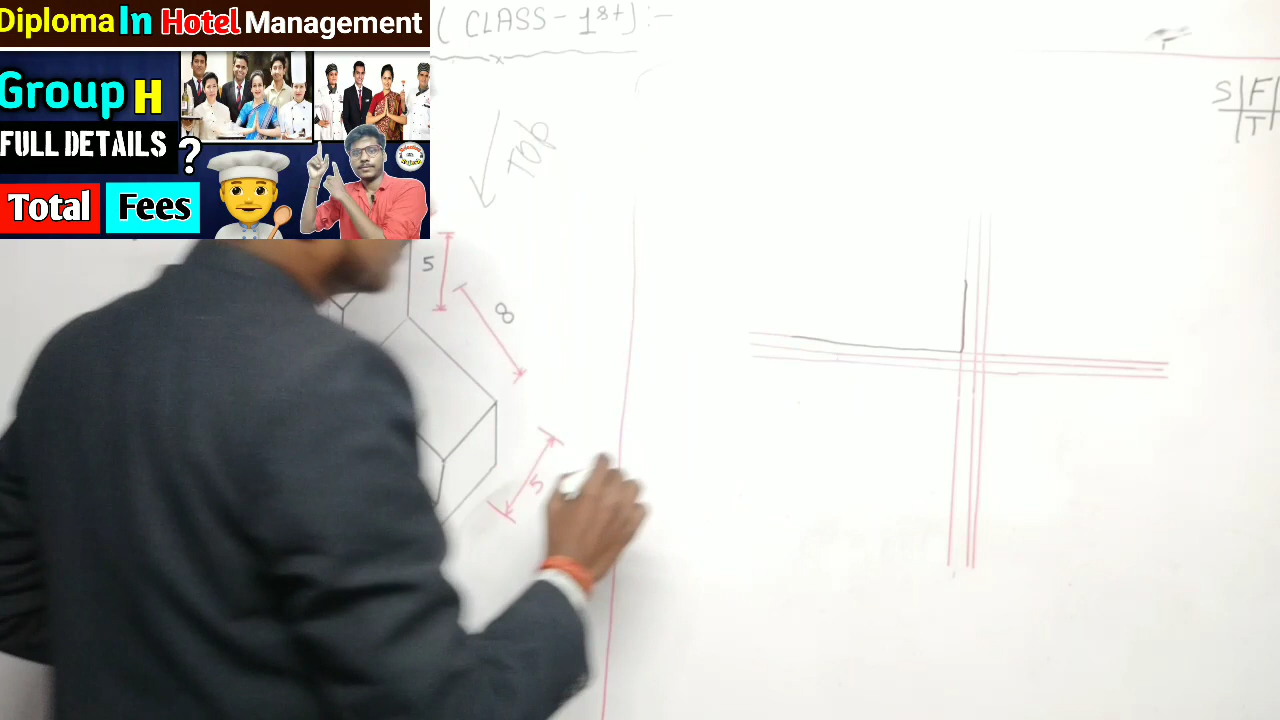 Diploma In Hotel Management
Group H
FULL DETAILS ?
Total Fees
( CLASS - 1st ) :-
S F
T
TOP
5
8
5